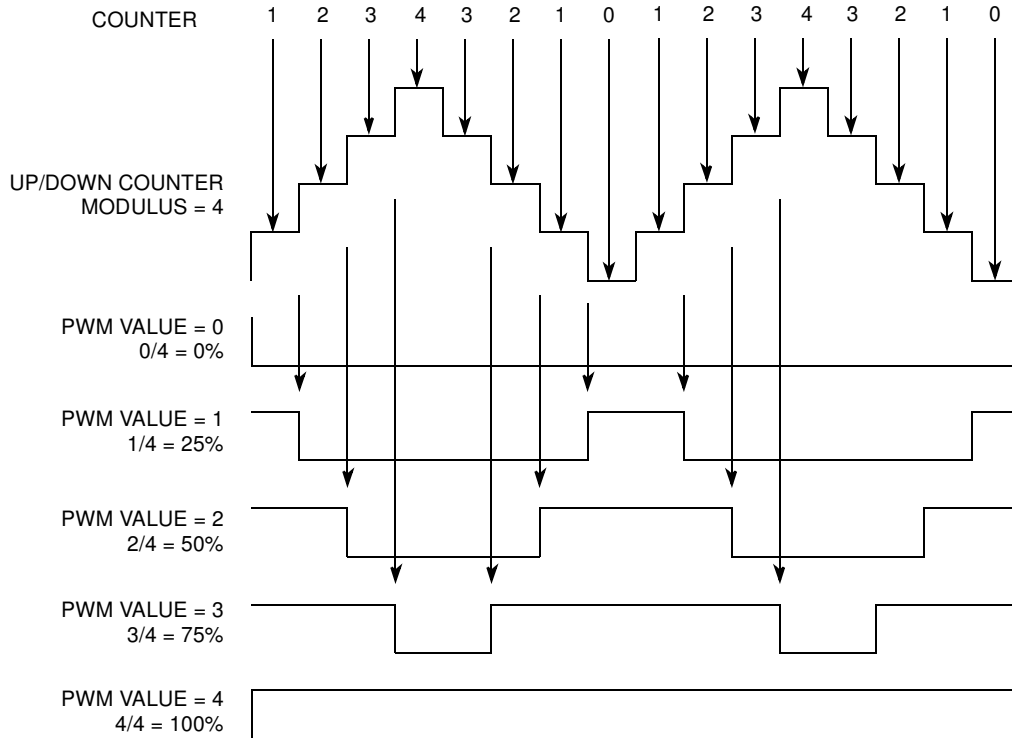 COUNTER 1 2 3 4 3 2 1 0 1 2 3 4 3 2 1 0
UP/DOWN COUNTER
MODULUS = 4
PWM VALUE = 0
0/4 = 0%
PWM VALUE = 1
1/4 = 25%
PWM VALUE = 2
2/4 = 50%
PWM VALUE = 3
3/4 = 75%
PWM VALUE = 4
4/4 = 100%